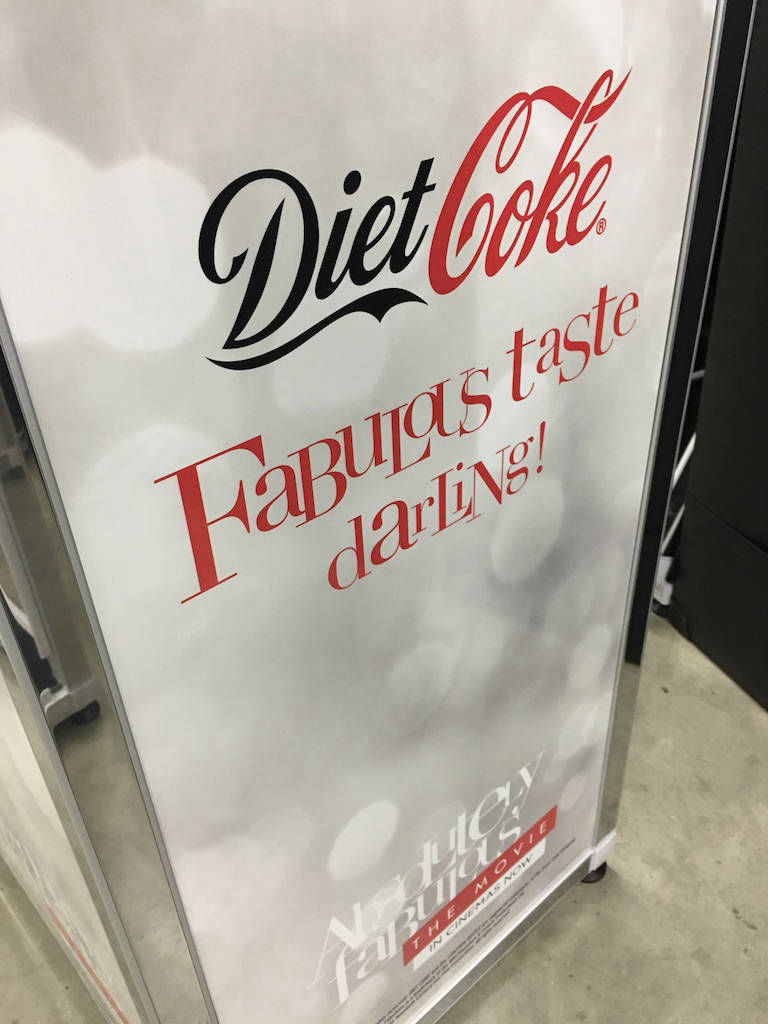 Diet Coke®
Fabulous taste
darling!
Absolutely
fabulous
THE MOVIE
IN CINEMAS NOW